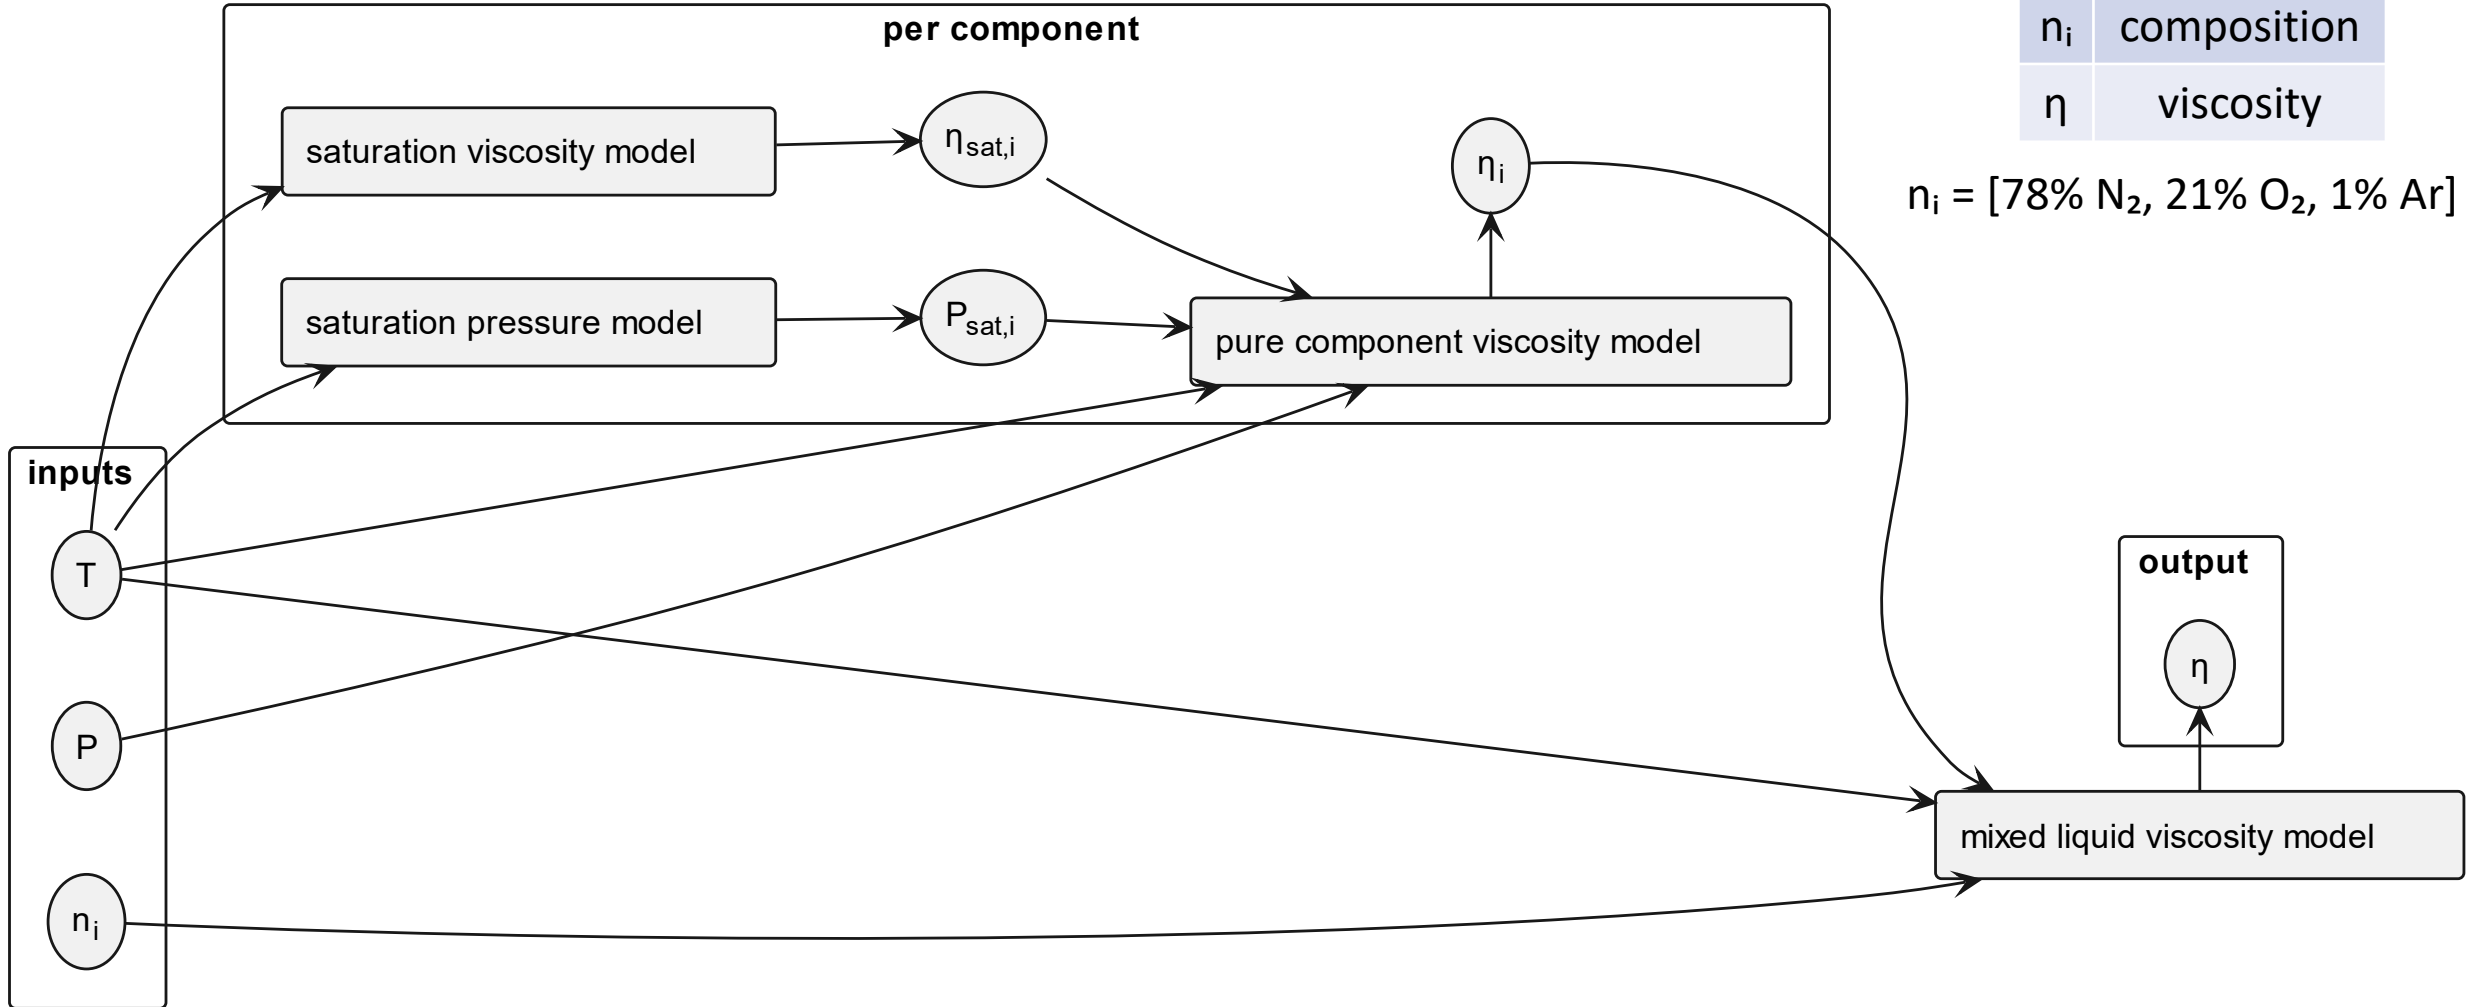 per component
nᵢ composition
η viscosity
saturation viscosity model
ηsat,i
ηi
nᵢ = [78% N₂, 21% O₂, 1% Ar]
saturation pressure model
Psat,i
pure component viscosity model
inputs
T
P
ni
output
η
mixed liquid viscosity model